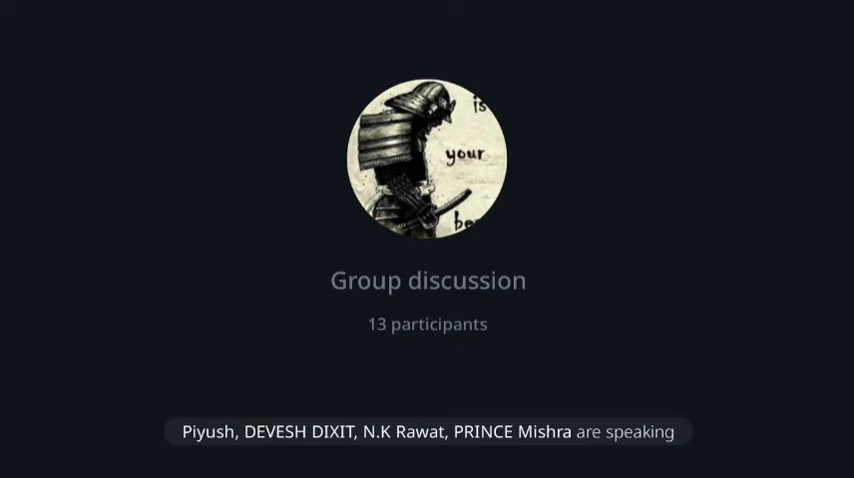 is
your
Group discussion
13 participants
Piyush, DEVESH DIXIT, N.K Rawat, PRINCE Mishra are speaking